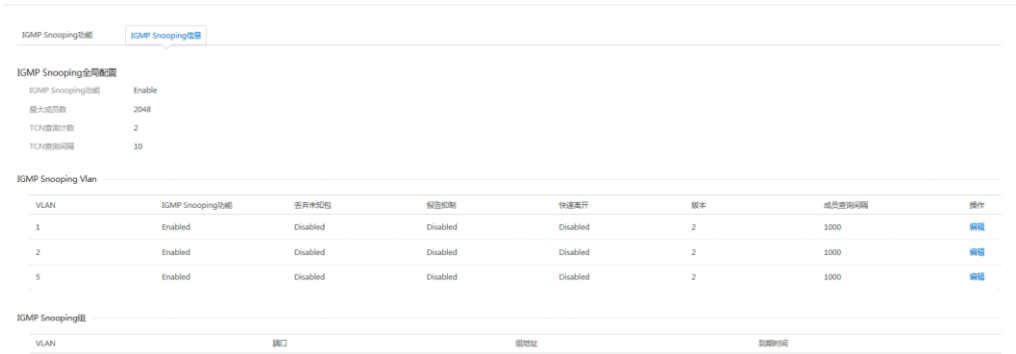 IGMP Snooping功能 IGMP Snooping信息
IGMP Snooping全局配置
IGMP Snooping功能 Enable
最大成员数 2048
TCN查询计数 2
TCN查询间隔 10
IGMP Snooping Vlan
VLAN IGMP Snooping功能 丢弃未知包 报告抑制 快速离开 版本 成员查询间隔 操作
1 Enabled Disabled Disabled Disabled 2 1000 编辑
2 Enabled Disabled Disabled Disabled 2 1000 编辑
5 Enabled Disabled Disabled Disabled 2 1000 编辑
IGMP Snooping组
VLAN 端口 组地址 到期时间